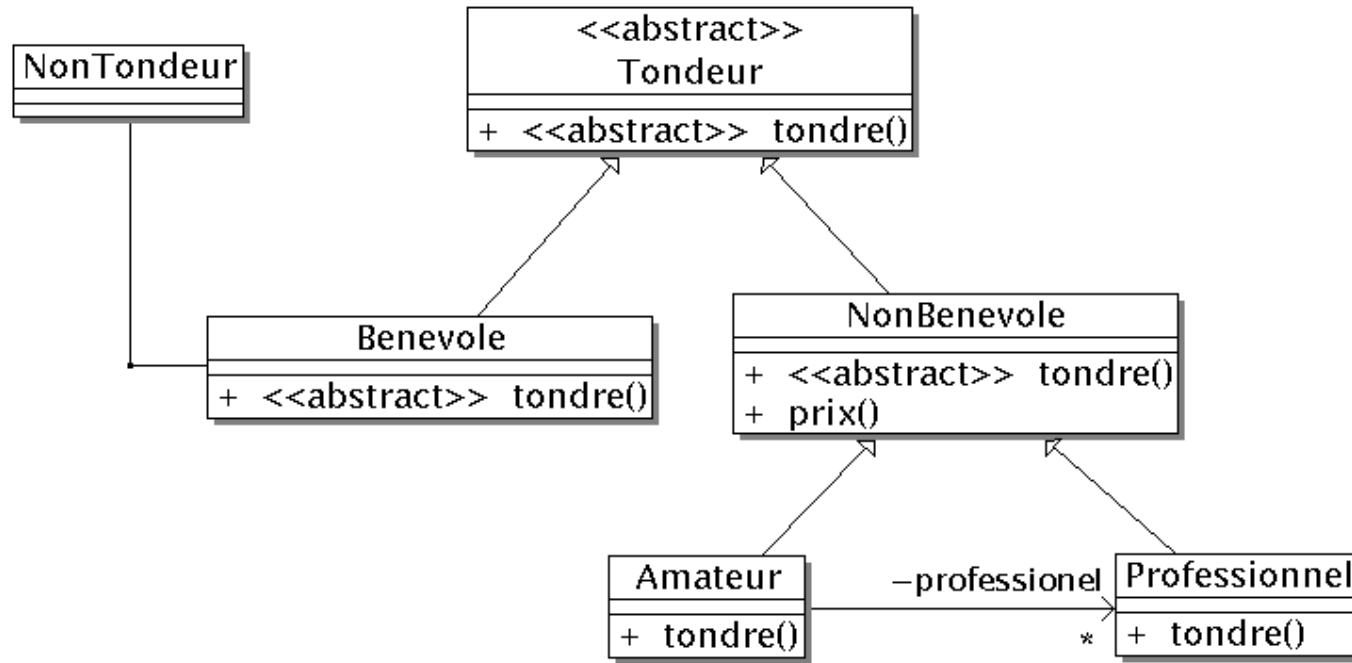 <<abstract>>
Tondeur
+ <<abstract>> tondre()
NonTondeur
Benevole
+ <<abstract>> tondre()
NonBenevole
+ <<abstract>> tondre()
+ prix()
Amateur
+ tondre()
-professionel
*
Professionnel
+ tondre()